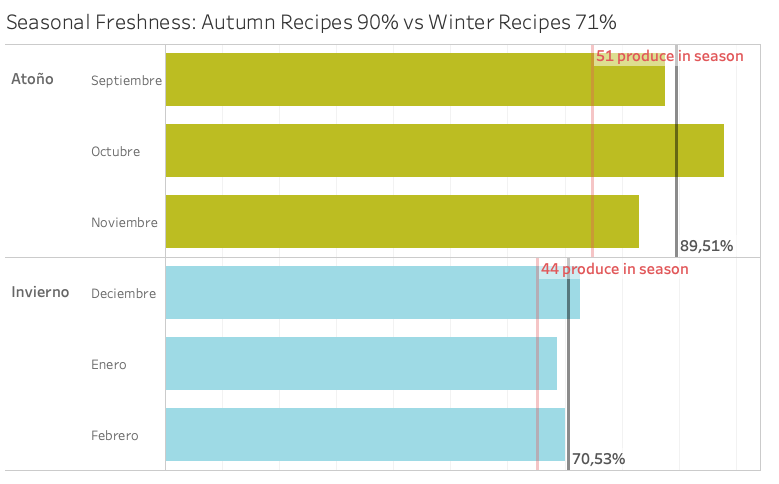 Seasonal Freshness: Autumn Recipes 90% vs Winter Recipes 71%
51 produce in season
Atoño
Septiembre
Octubre
Noviembre
89,51%
44 produce in season
Invierno
Deciembre
Enero
Febrero
70,53%